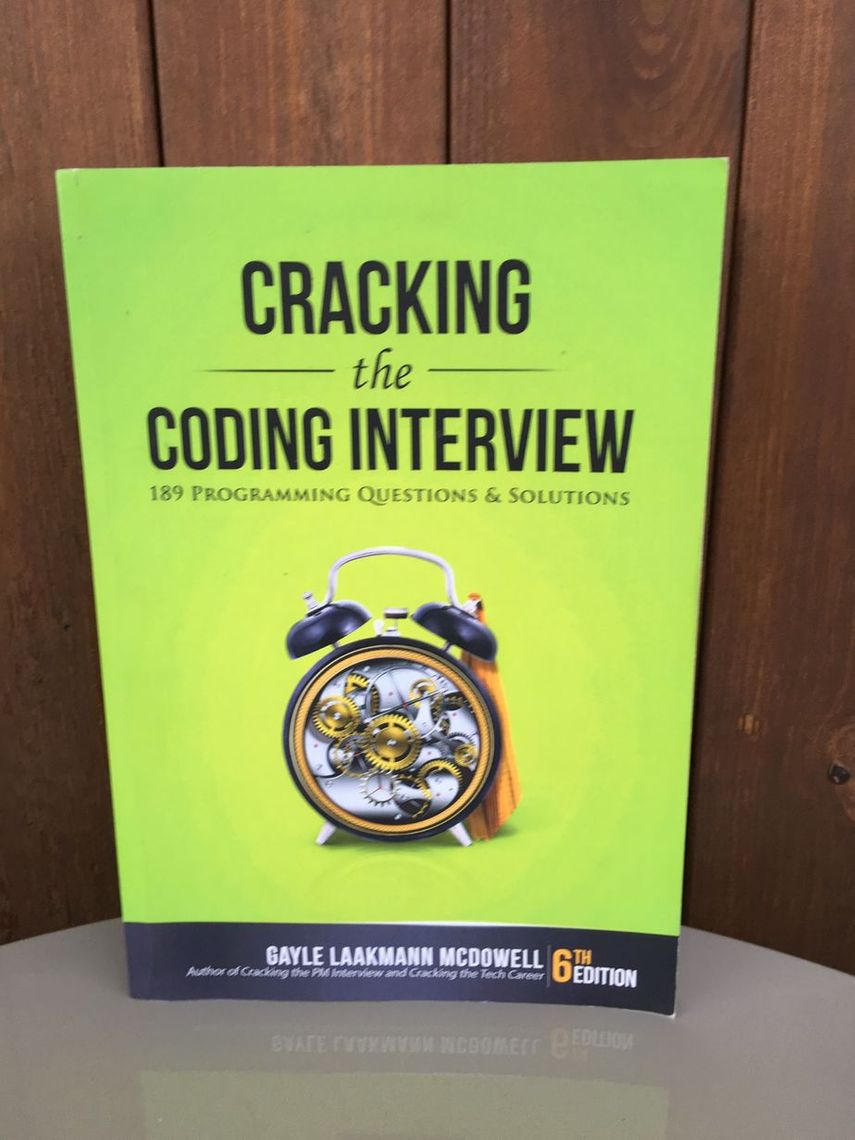 CRACKING
the
CODING INTERVIEW
189 PROGRAMMING QUESTIONS & SOLUTIONS
GAYLE LAAKMANN MCDOWELL
Author of Cracking the PM Interview and Cracking the Tech Career
6TH
EDITION